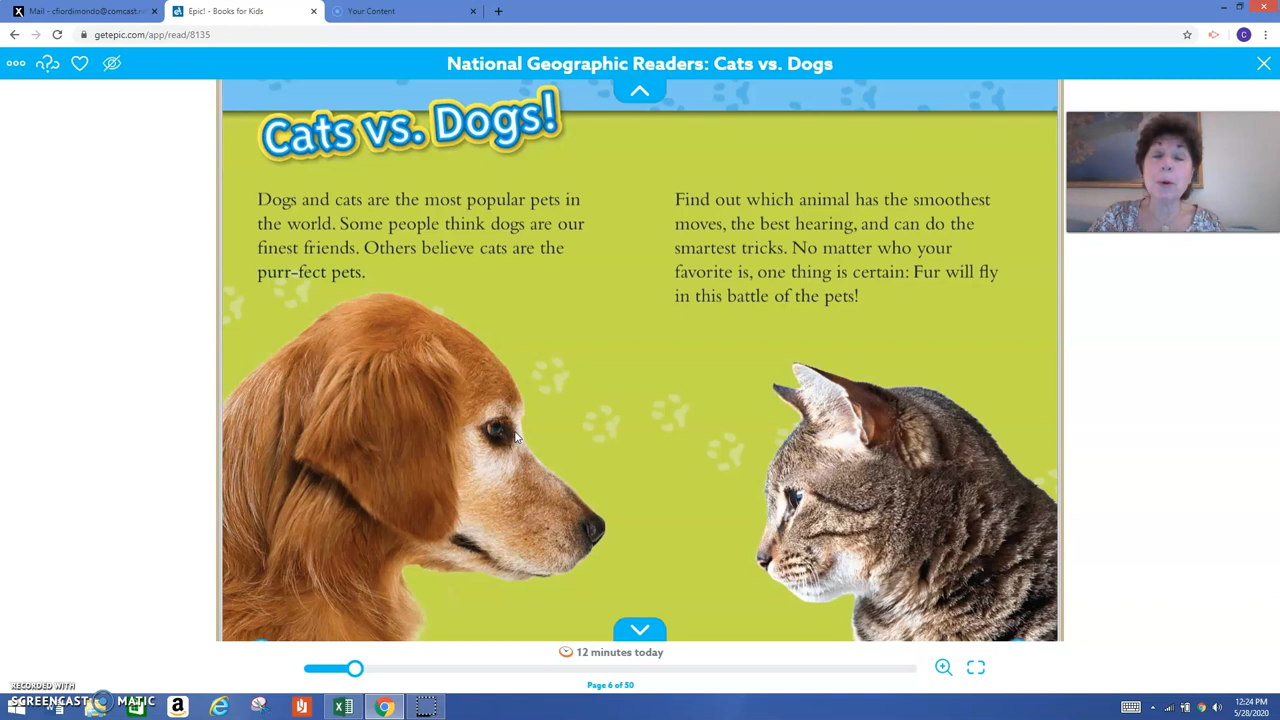 Mail - cfiordimondo@comcast.n
Epic! - Books for Kids
Your Content
getepic.com/app/read/8135
C
National Geographic Readers: Cats vs. Dogs
Cats vs. Dogs!
Dogs and cats are the most popular pets in
the world. Some people think dogs are our
finest friends. Others believe cats are the
purr-fect pets.
Find out which animal has the smoothest
moves, the best hearing, and can do the
smartest tricks. No matter who your
favorite is, one thing is certain: Fur will fly
in this battle of the pets!
12 minutes today
Page 6 of 50
RECORDED WITH
SCREENCAST MATIC
12:24 PM
5/28/2020